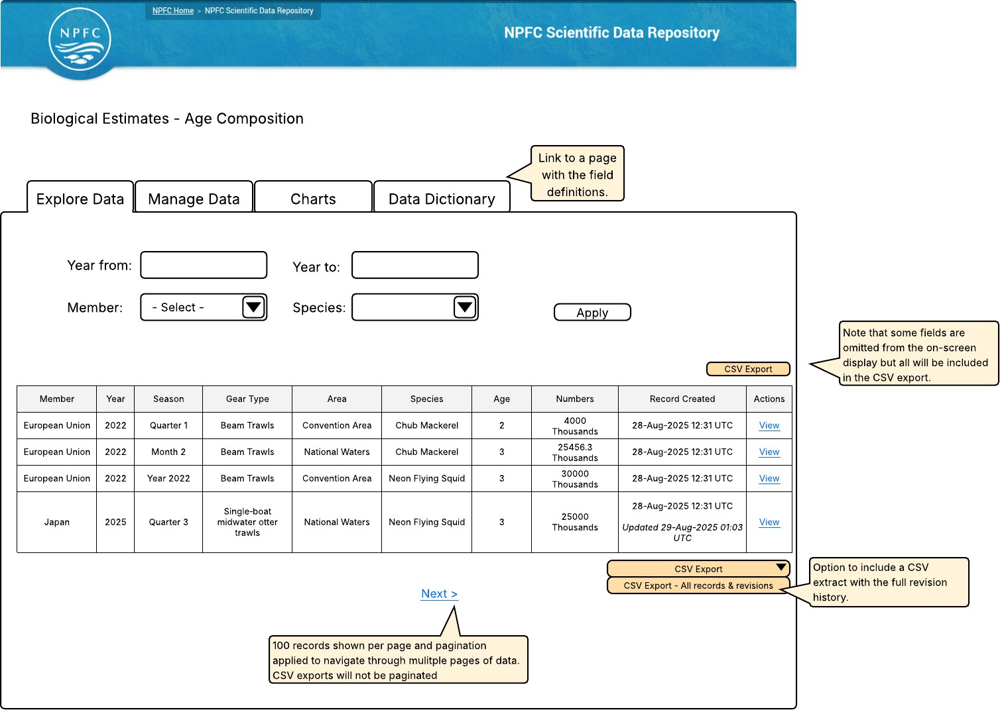 NPFC Home > NPFC Scientific Data Repository
NPFC
NPFC Scientific Data Repository
Biological Estimates - Age Composition
Link to a page
with the field
definitions.
Explore Data
Manage Data
Charts
Data Dictionary
Year from:
Year to:
Member:
- Select -
Species:
Apply
Note that some fields are
omitted from the on-screen
display but all will be included
in the CSV export.
CSV Export
Member Year Season Gear Type Area Species Age Numbers Record Created Actions
European Union 2022 Quarter 1 Beam Trawls Convention Area Chub Mackerel 2 4000 Thousands 28-Aug-2025 12:31 UTC View
European Union 2022 Month 2 Beam Trawls National Waters Chub Mackerel 3 25456.3 Thousands 28-Aug-2025 12:31 UTC View
European Union 2022 Year 2022 Beam Trawls Convention Area Neon Flying Squid 3 30000 Thousands 28-Aug-2025 12:31 UTC View
Japan 2025 Quarter 3 Single-boat midwater otter trawls National Waters Neon Flying Squid 3 25000 Thousands 28-Aug-2025 12:31 UTC Updated 29-Aug-2025 01:03 UTC View
CSV Export
CSV Export - All records & revisions
Option to include a CSV
extract with the full revision
history.
Next >
100 records shown per page and pagination
applied to navigate through mulitple pages of data.
CSV exports will not be paginated